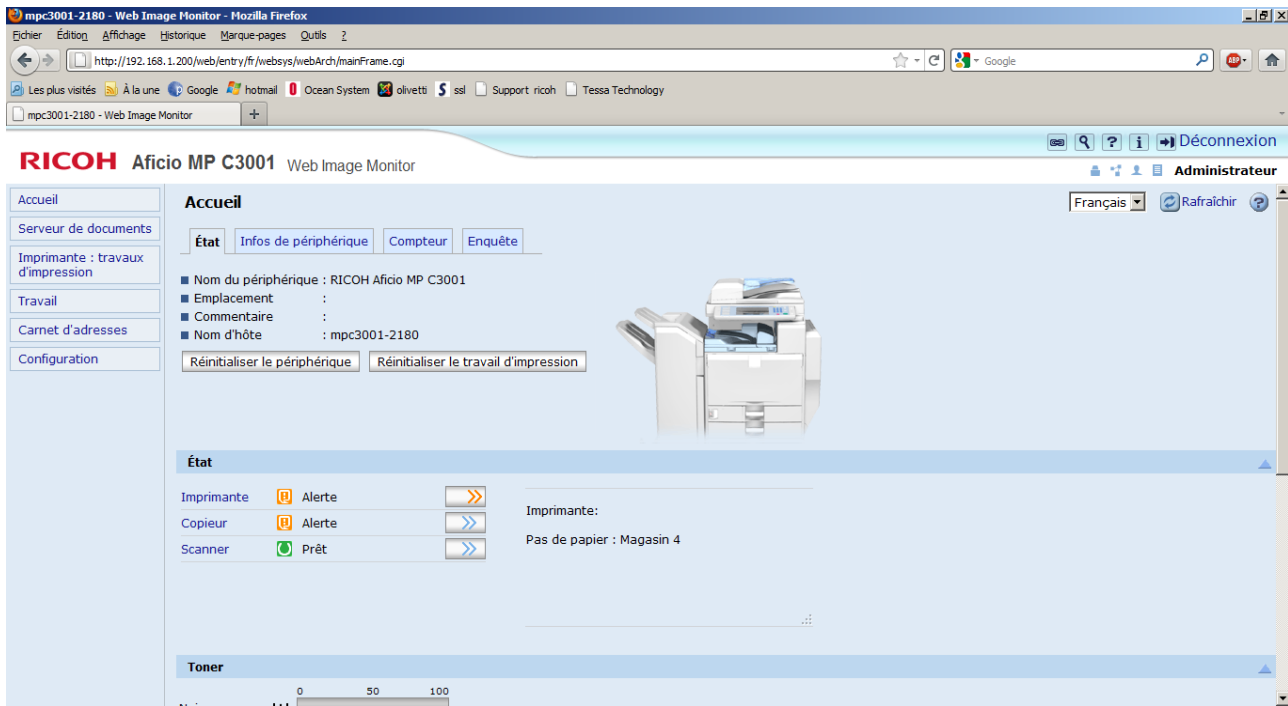 mpc3001-2180 - Web Image Monitor - Mozilla Firefox
Fichier Édition Affichage Historique Marque-pages Outils ?
http://192.168.1.200/web/entry/fr/websys/webArch/mainFrame.cgi
Google
ABP
Les plus visités À la une Google hotmail Ocean System olivetti ssl Support ricoh Tessa Technology
mpc3001-2180 - Web Image Monitor +
Déconnexion
RICOH Aficio MP C3001 Web Image Monitor
Administrateur
Accueil
Serveur de documents
Imprimante : travaux
d'impression
Travail
Carnet d'adresses
Configuration
Accueil
Français Rafraîchir
État Infos de périphérique Compteur Enquête
Nom du périphérique : RICOH Aficio MP C3001
Emplacement :
Commentaire :
Nom d'hôte : mpc3001-2180
Réinitialiser le périphérique Réinitialiser le travail d'impression
État
Imprimante Alerte
Copieur Alerte
Scanner Prêt
Imprimante:
Pas de papier : Magasin 4
Toner
0 50 100